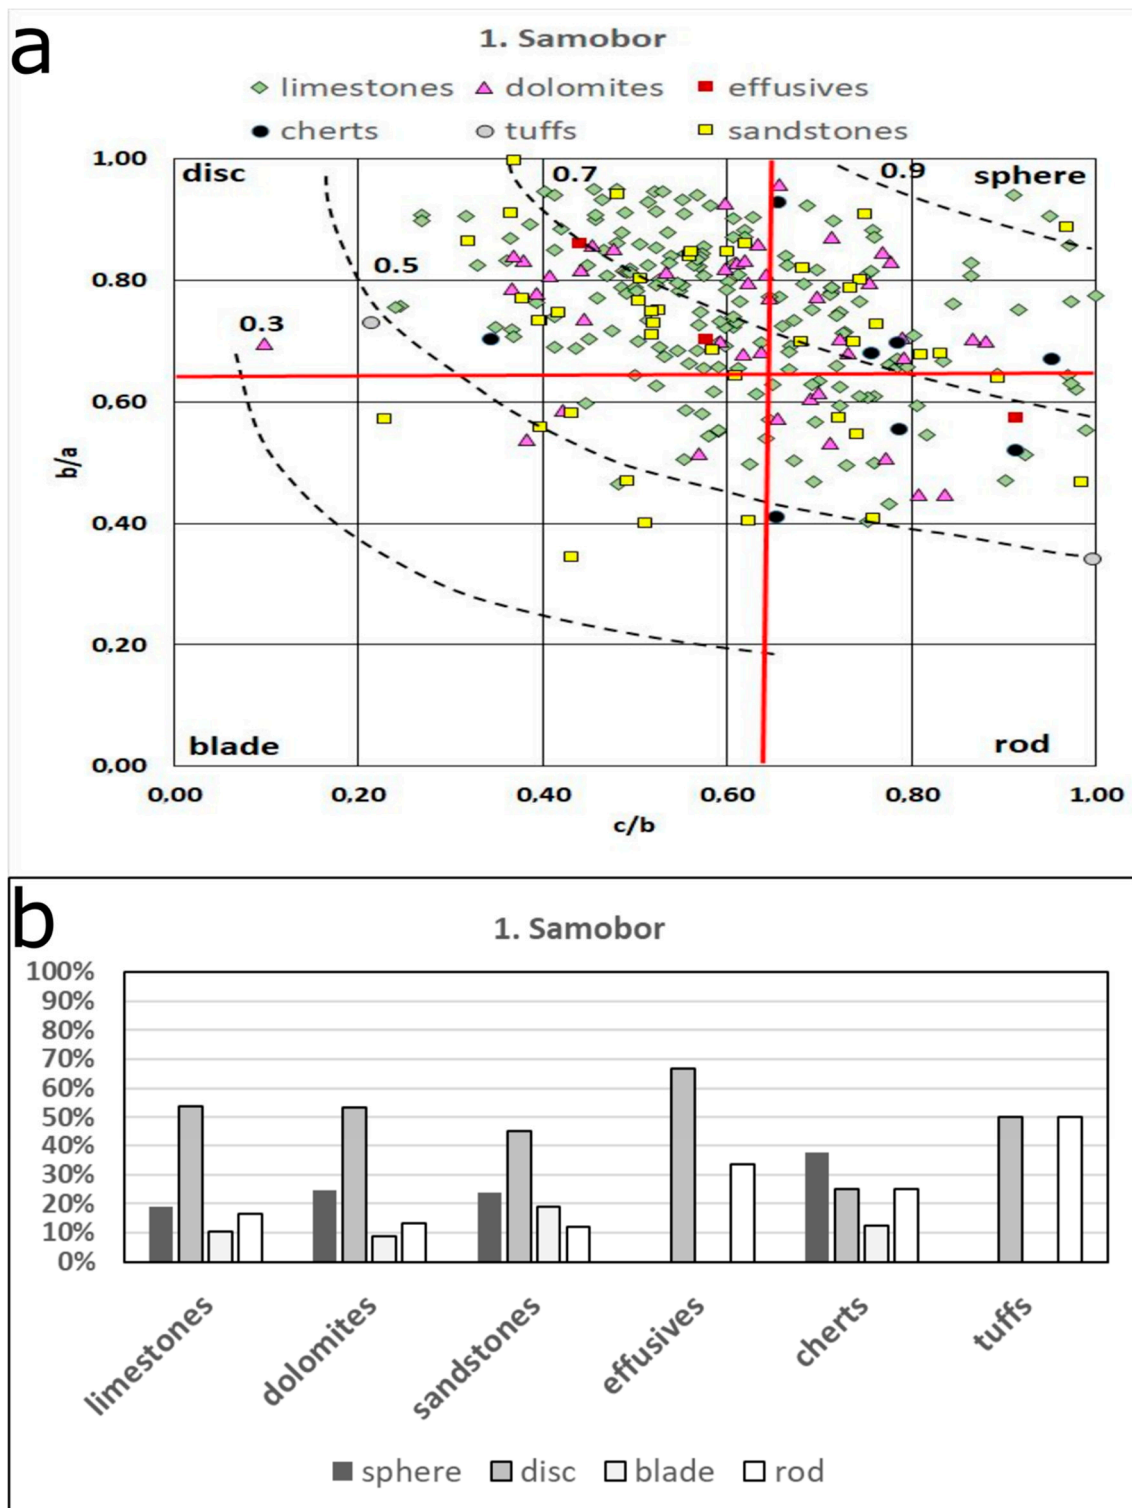 a
1. Samobor
limestones dolomites effusives
cherts tuffs sandstones
1,00
disc 0.7 0.9 sphere
0.5
0,80
0.3
0,60
b/a
0,40
0,20
blade rod
0,00
0,00 0,20 0,40 0,60 0,80 1,00
c/b
b
1. Samobor
100%
90%
80%
70%
60%
50%
40%
30%
20%
10%
0%
limestones dolomites sandstones effusives cherts tuffs
sphere disc blade rod